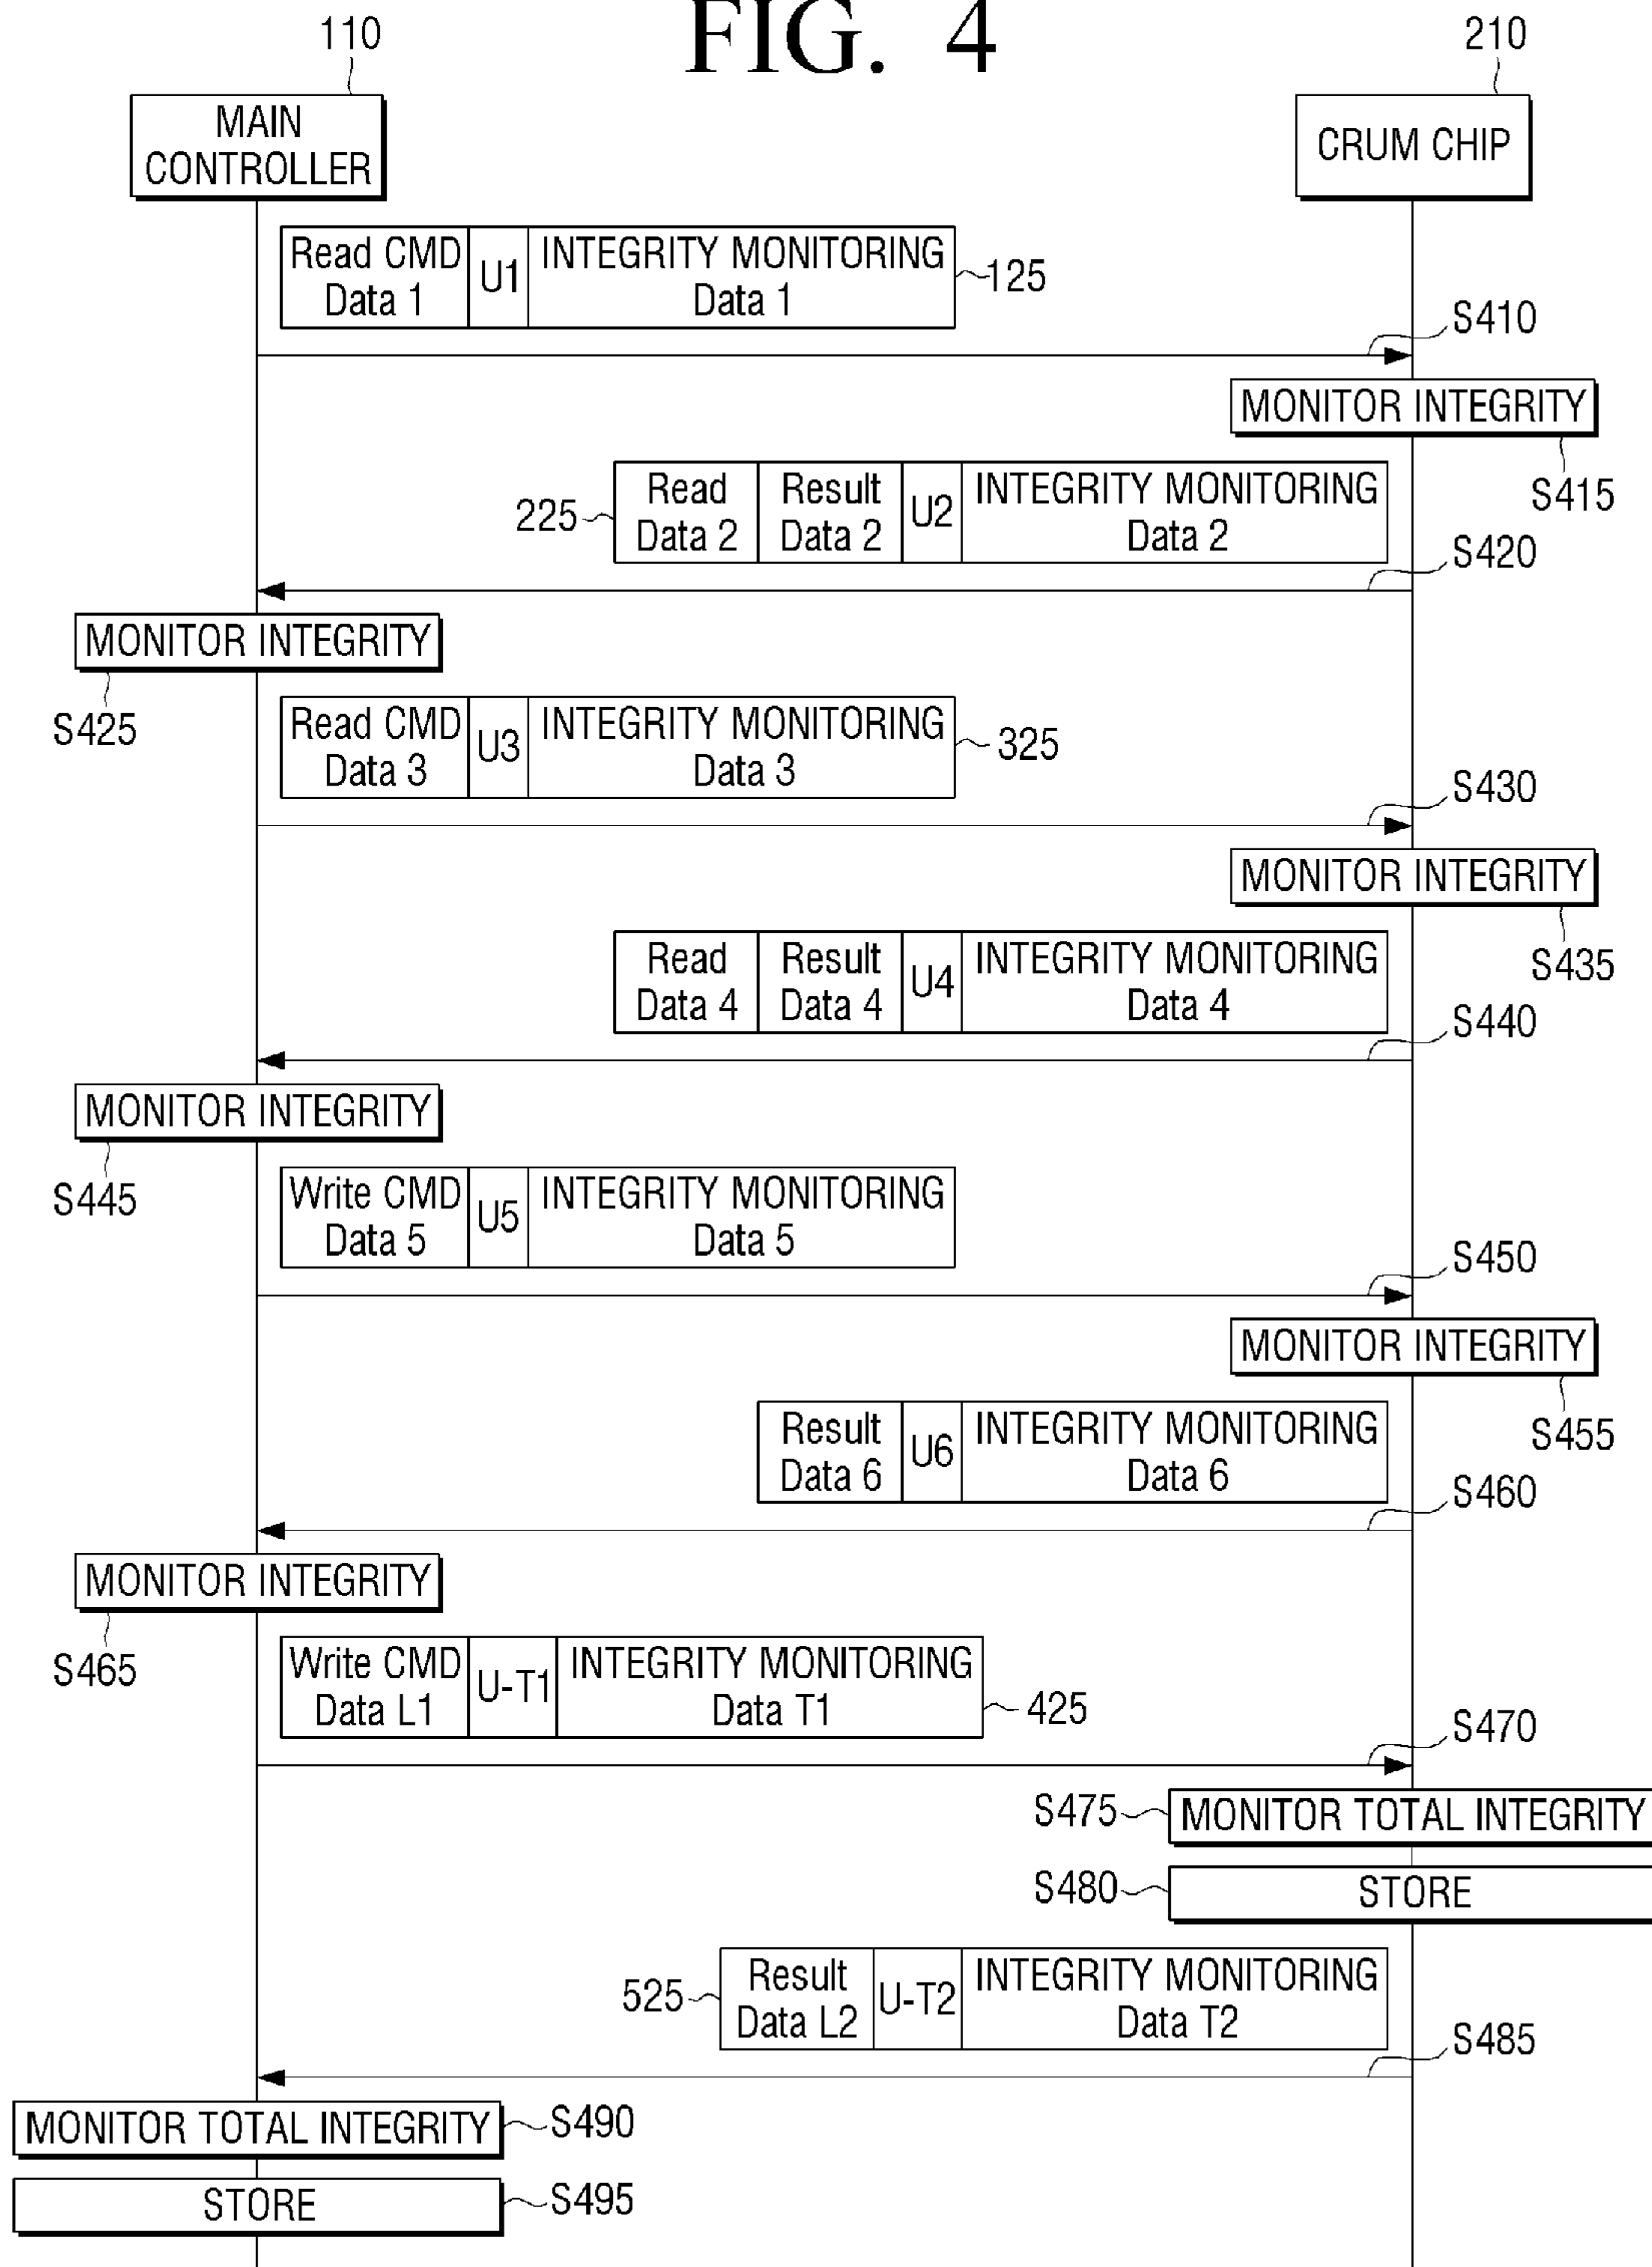 FIG. 4
110
210
MAIN
CONTROLLER
CRUM CHIP
Read CMD
Data 1
U1
INTEGRITY MONITORING
Data 1
125
S410
MONITOR INTEGRITY
S415
225
Read
Data 2
Result
Data 2
U2
INTEGRITY MONITORING
Data 2
S420
MONITOR INTEGRITY
S425
Read CMD
Data 3
U3
INTEGRITY MONITORING
Data 3
325
S430
MONITOR INTEGRITY
S435
Read
Data 4
Result
Data 4
U4
INTEGRITY MONITORING
Data 4
S440
MONITOR INTEGRITY
S445
Write CMD
Data 5
U5
INTEGRITY MONITORING
Data 5
S450
MONITOR INTEGRITY
S455
Result
Data 6
U6
INTEGRITY MONITORING
Data 6
S460
MONITOR INTEGRITY
S465
Write CMD
Data L1
U-T1
INTEGRITY MONITORING
Data T1
425
S470
S475
MONITOR TOTAL INTEGRITY
S480
STORE
525
Result
Data L2
U-T2
INTEGRITY MONITORING
Data T2
S485
MONITOR TOTAL INTEGRITY
S490
STORE
S495